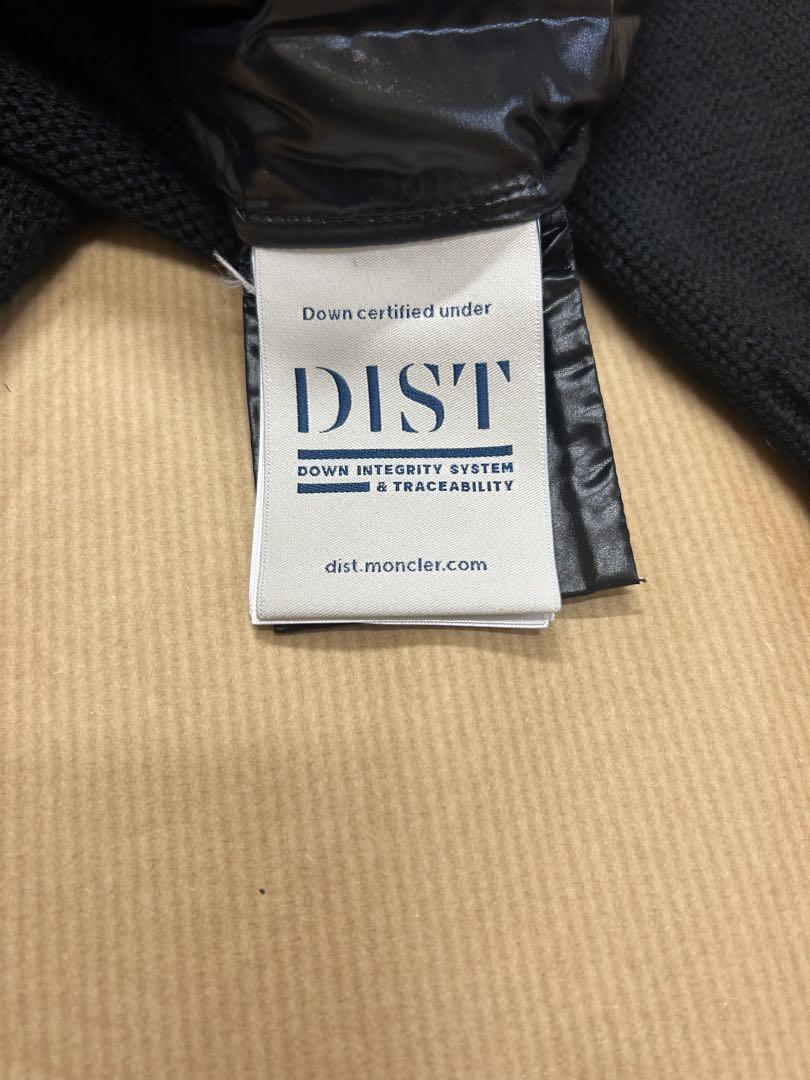 Down certified under
DIST
DOWN INTEGRITY SYSTEM
& TRACEABILITY
dist.moncler.com